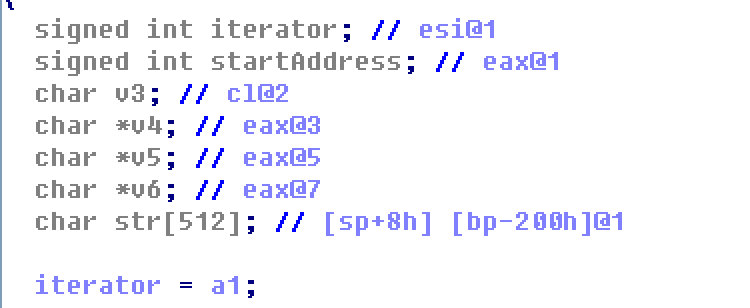 {
signed int iterator; // esi@1
signed int startAddress; // eax@1
char v3; // cl@2
char *v4; // eax@3
char *v5; // eax@5
char *v6; // eax@7
char str[512]; // [sp+8h] [bp-200h]@1
iterator = a1;